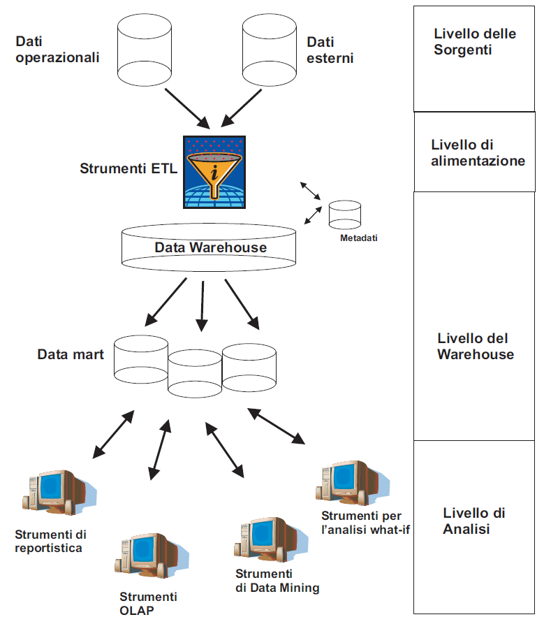 Dati
operazionali
Dati
esterni
Livello delle
Sorgenti
Strumenti ETL
i
Livello di
alimentazione
Data Warehouse
Metadati
Data mart
Livello del
Warehouse
Strumenti di
reportistica
Strumenti
OLAP
Strumenti
di Data Mining
Strumenti per
l'analisi what-if
Livello di
Analisi